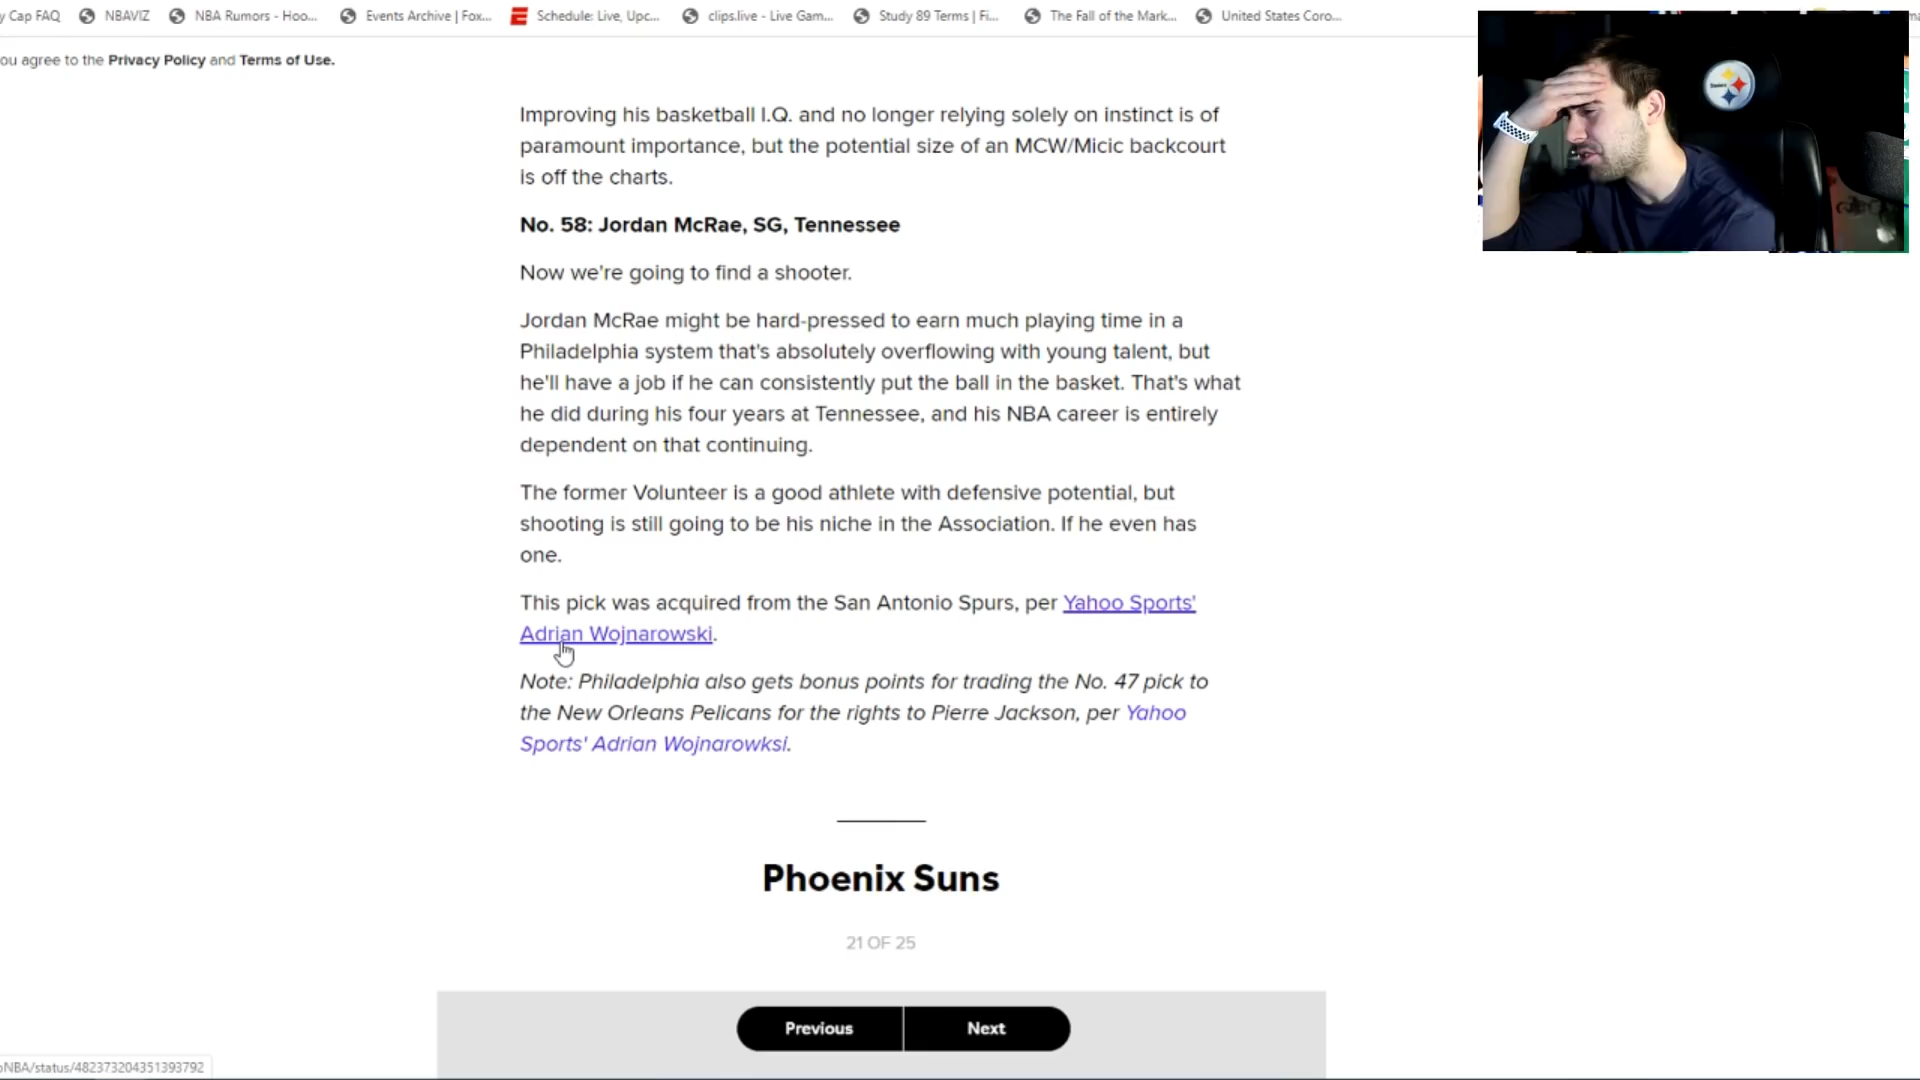 y Cap FAQ NBAVIZ NBA Rumors - Hoo... Events Archive | Fox... Schedule: Live, Upc... clips.live - Live Gam... Study 89 Terms | Fi... The Fall of the Mark... United States Coro...
ou agree to the Privacy Policy and Terms of Use.
Improving his basketball I.Q. and no longer relying solely on instinct is of
paramount importance, but the potential size of an MCW/Micic backcourt
is off the charts.
No. 58: Jordan McRae, SG, Tennessee
Now we're going to find a shooter.
Jordan McRae might be hard-pressed to earn much playing time in a
Philadelphia system that's absolutely overflowing with young talent, but
he'll have a job if he can consistently put the ball in the basket. That's what
he did during his four years at Tennessee, and his NBA career is entirely
dependent on that continuing.
The former Volunteer is a good athlete with defensive potential, but
shooting is still going to be his niche in the Association. If he even has
one.
This pick was acquired from the San Antonio Spurs, per Yahoo Sports'
Adrian Wojnarowski.
Note: Philadelphia also gets bonus points for trading the No. 47 pick to
the New Orleans Pelicans for the rights to Pierre Jackson, per Yahoo
Sports' Adrian Wojnarowksi.
Phoenix Suns
21 OF 25
Previous Next
oNBA/status/482373204351393792